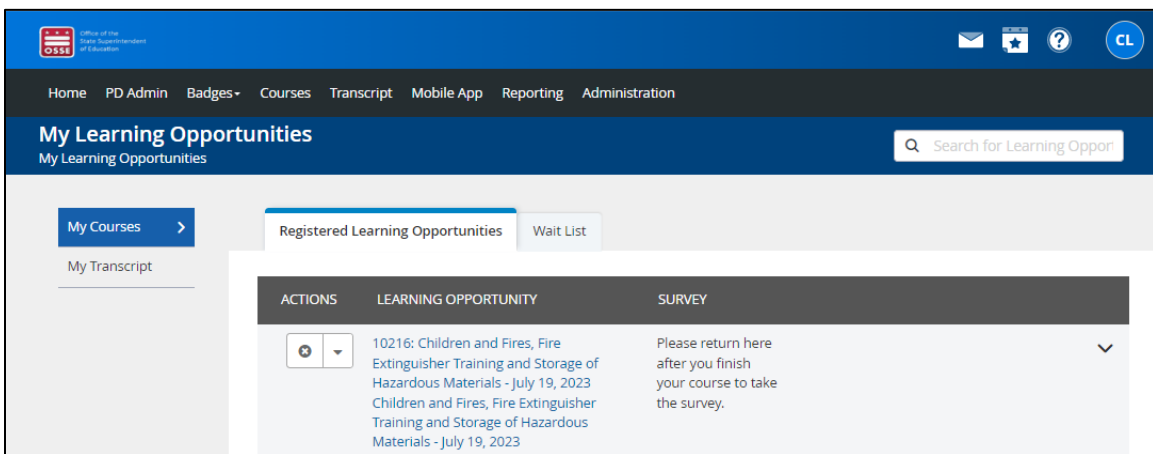 OSSE
Office of the
State Superintendent
of Education
CL
Home PD Admin Badges Courses Transcript Mobile App Reporting Administration
My Learning Opportunities
My Learning Opportunities
Search for Learning Opport
My Courses
My Transcript
Registered Learning Opportunities Wait List
ACTIONS LEARNING OPPORTUNITY SURVEY
10216: Children and Fires, Fire
Extinguisher Training and Storage of
Hazardous Materials - July 19, 2023
Children and Fires, Fire Extinguisher
Training and Storage of Hazardous
Materials - July 19, 2023
Please return here
after you finish
your course to take
the survey.